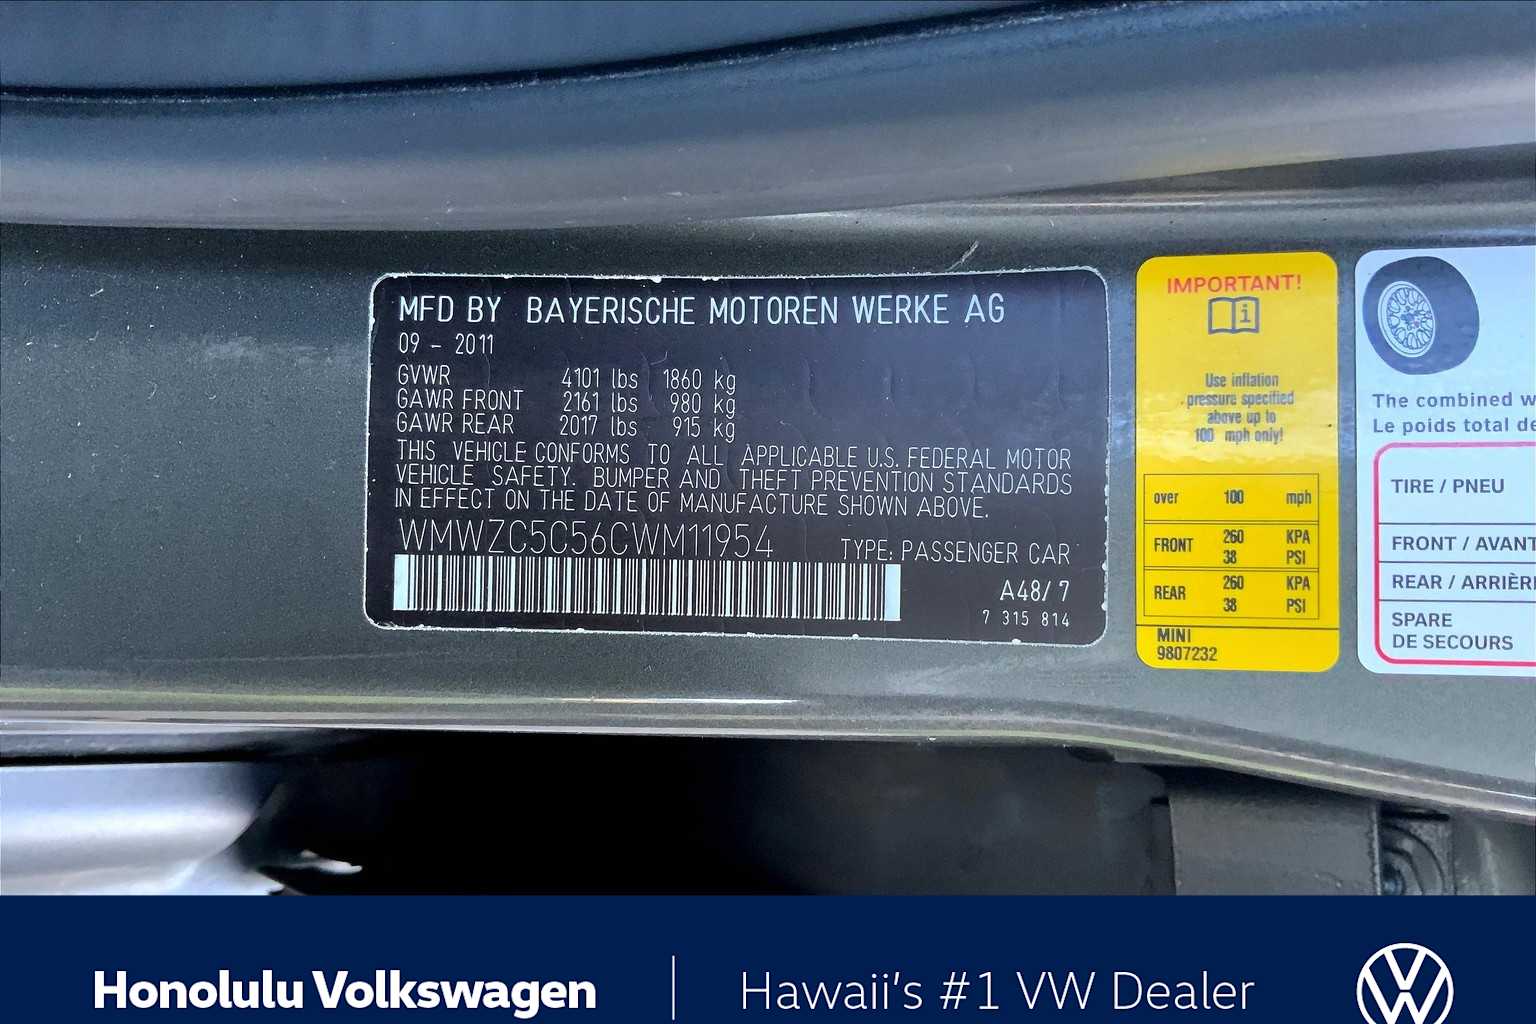 MFD BY BAYERISCHE MOTOREN WERKE AG
09 - 2011
GVWR 4101 lbs 1860 kg
GAWR FRONT 2161 lbs 980 kg
GAWR REAR 2017 lbs 915 kg
THIS VEHICLE CONFORMS TO ALL APPLICABLE U.S. FEDERAL MOTOR
VEHICLE SAFETY. BUMPER AND THEFT PREVENTION STANDARDS
IN EFFECT ON THE DATE OF MANUFACTURE SHOWN ABOVE.
WMWZC5C56CWM11954
TYPE: PASSENGER CAR
A48/7
7 315 814
IMPORTANT!
i
Use inflation
pressure specified
above up to
100 mph only!
over 100 mph
FRONT 260 KPA
38 PSI
REAR 260 KPA
38 PSI
MINI
9807232
The combined w
Le poids total de
TIRE / PNEU
FRONT / AVANT
REAR / ARRIÈR
SPARE
DE SECOURS
Honolulu Volkswagen
Hawaii's #1 VW Dealer